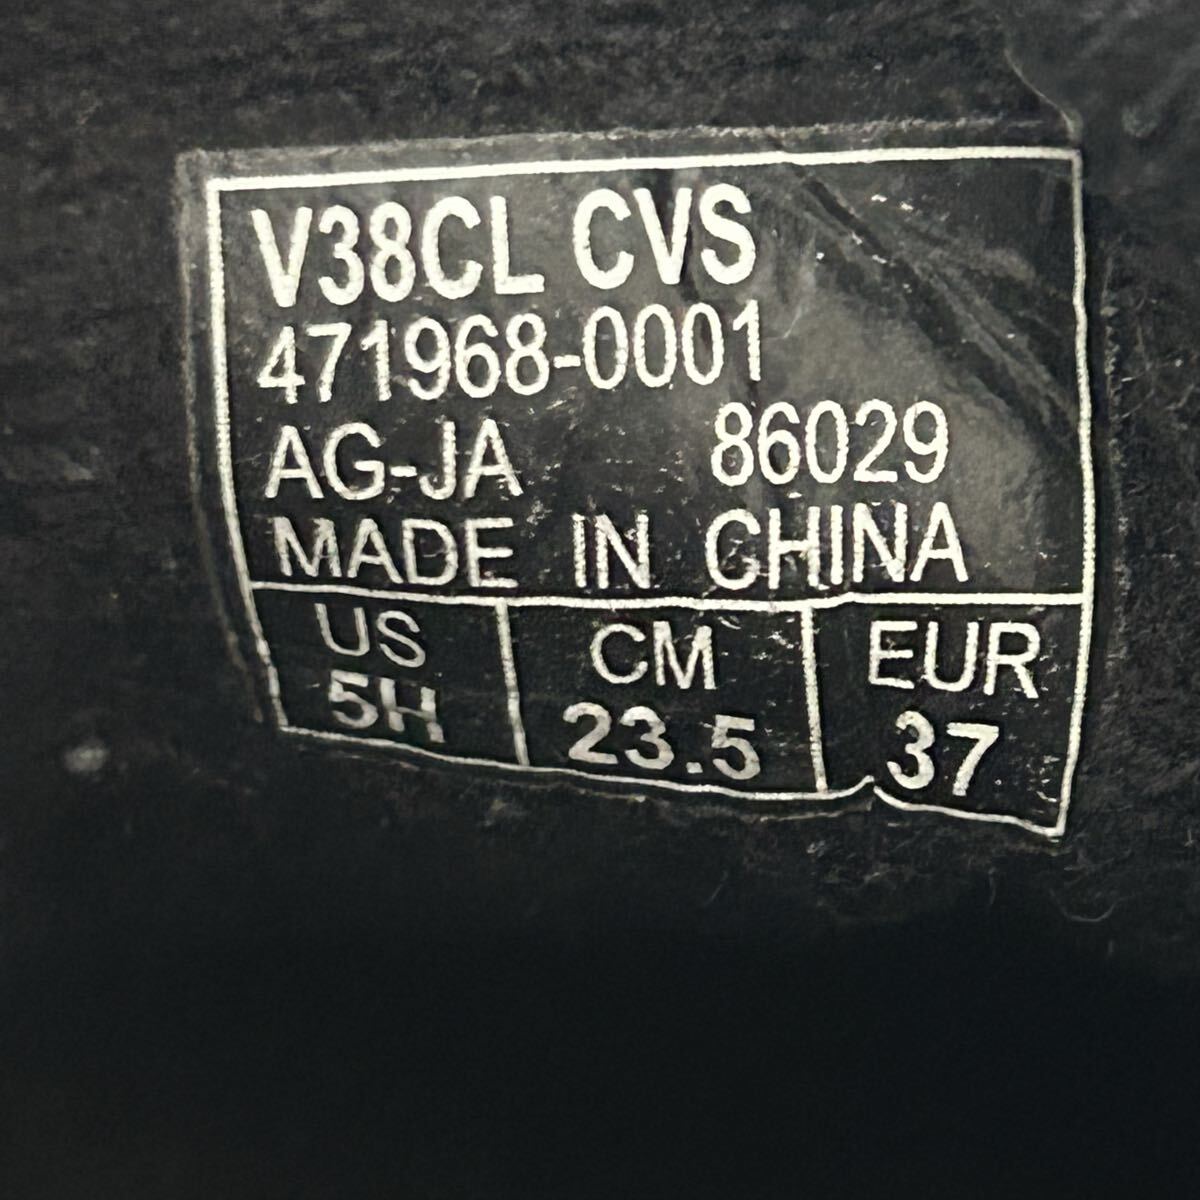 V38CL CVS
471968-0001
AG-JA 86029
MADE IN CHINA
US CM EUR
5H 23.5 37